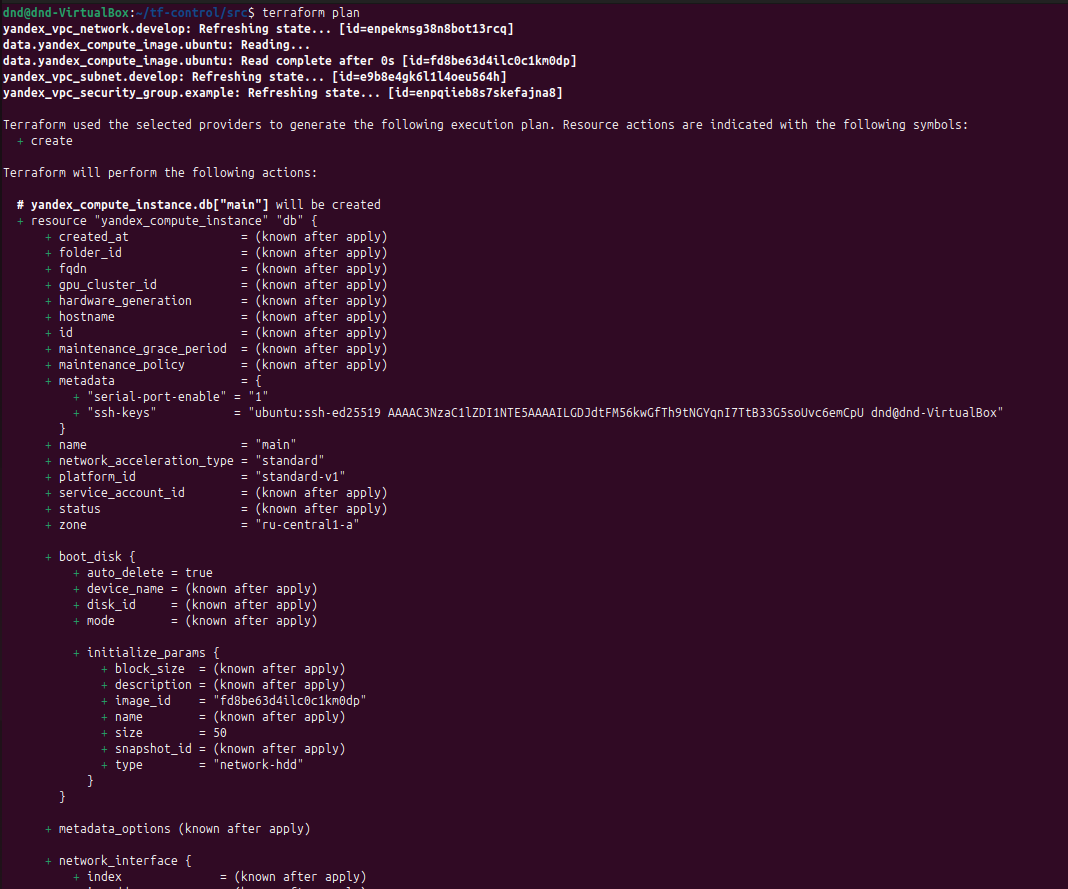 dnd@dnd-VirtualBox:~/tf-control/src$ terraform plan
yandex_vpc_network.develop: Refreshing state... [id=enpekmsg38n8bot13rcq]
data.yandex_compute_image.ubuntu: Reading...
data.yandex_compute_image.ubuntu: Read complete after 0s [id=fd8be63d4ilc0c1km0dp]
yandex_vpc_subnet.develop: Refreshing state... [id=e9b8e4gk6l1l4oeu564h]
yandex_vpc_security_group.example: Refreshing state... [id=enpqiieb8s7skefajna8]
Terraform used the selected providers to generate the following execution plan. Resource actions are indicated with the following symbols:
  + create
Terraform will perform the following actions:
  # yandex_compute_instance.db["main"] will be created
  + resource "yandex_compute_instance" "db" {
      + created_at                = (known after apply)
      + folder_id                 = (known after apply)
      + fqdn                      = (known after apply)
      + gpu_cluster_id            = (known after apply)
      + hardware_generation       = (known after apply)
      + hostname                  = (known after apply)
      + id                        = (known after apply)
      + maintenance_grace_period  = (known after apply)
      + maintenance_policy        = (known after apply)
      + metadata                  = {
          + "serial-port-enable" = "1"
          + "ssh-keys"           = "ubuntu:ssh-ed25519 AAAAC3NzaC1lZDI1NTE5AAAAILGDJdtFM56kwGfTh9tNGYqnI7TtB33G5soUvc6emCpU dnd@dnd-VirtualBox"
        }
      + name                      = "main"
      + network_acceleration_type = "standard"
      + platform_id               = "standard-v1"
      + service_account_id        = (known after apply)
      + status                    = (known after apply)
      + zone                      = "ru-central1-a"
      + boot_disk {
          + auto_delete = true
          + device_name = (known after apply)
          + disk_id     = (known after apply)
          + mode        = (known after apply)
          + initialize_params {
              + block_size  = (known after apply)
              + description = (known after apply)
              + image_id    = "fd8be63d4ilc0c1km0dp"
              + name        = (known after apply)
              + size        = 50
              + snapshot_id = (known after apply)
              + type        = "network-hdd"
            }
        }
      + metadata_options (known after apply)
      + network_interface {
          + index              = (known after apply)